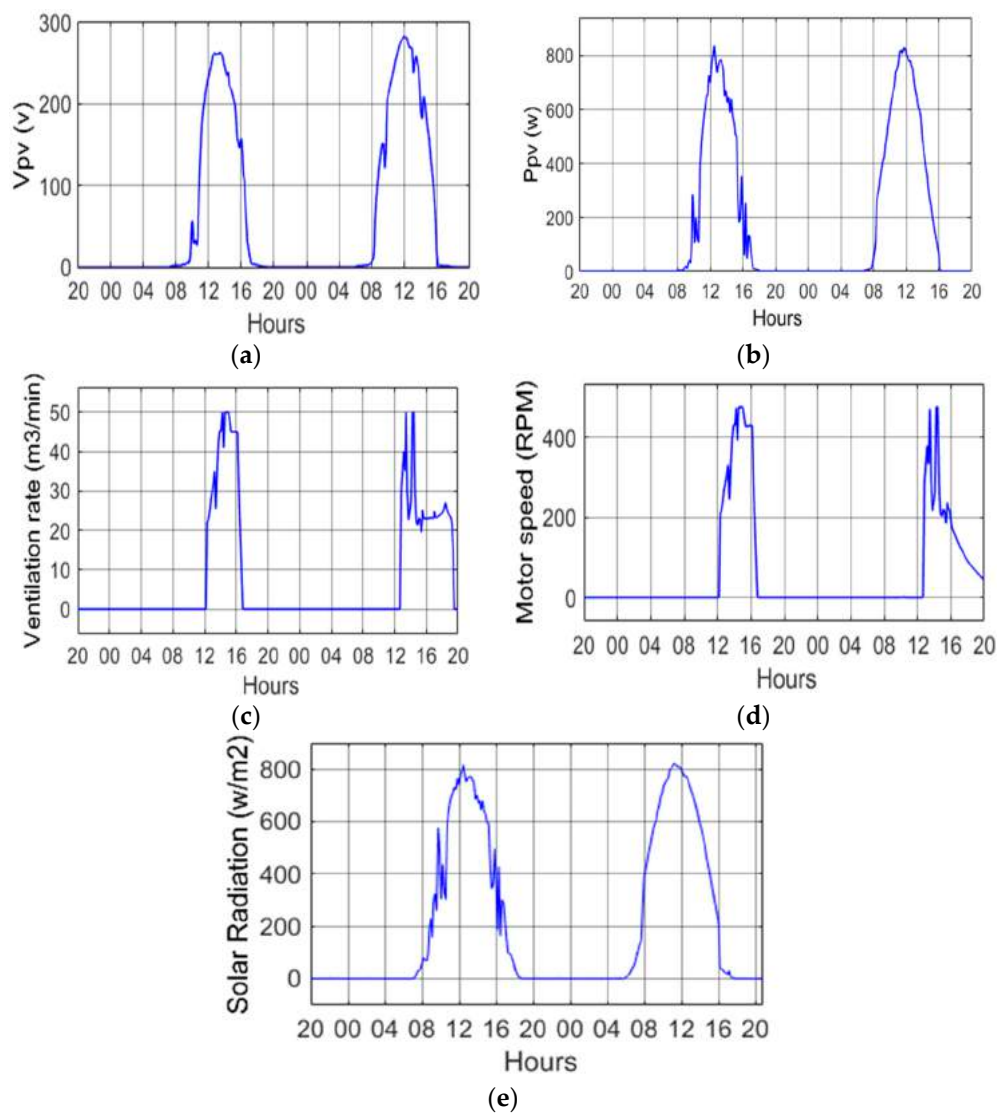 300
200
100
0
Vpv (v)
20 00 04 08 12 16 20 00 04 08 12 16 20
Hours
(a)
800
600
400
200
0
Ppv (w)
20 00 04 08 12 16 20 00 04 08 12 16 20
Hours
(b)
50
40
30
20
10
0
Ventilation rate (m3/min)
20 00 04 08 12 16 20 00 04 08 12 16 20
Hours
(c)
400
200
0
Motor speed (RPM)
20 00 04 08 12 16 20 00 04 08 12 16 20
Hours
(d)
800
600
400
200
0
Solar Radiation (w/m2)
20 00 04 08 12 16 20 00 04 08 12 16 20
Hours
(e)